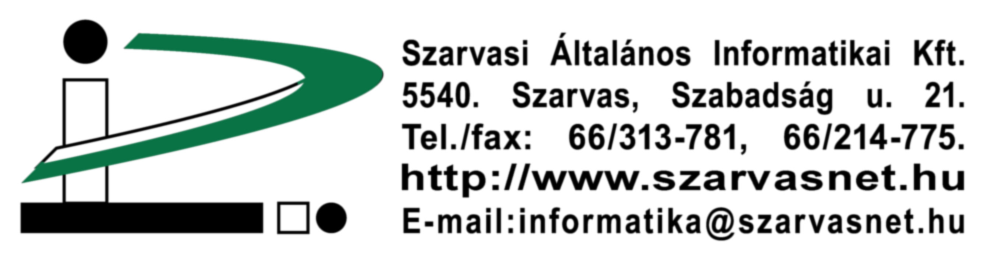 Szarvasi Általános Informatikai Kft.
5540. Szarvas, Szabadság u. 21.
Tel./fax: 66/313-781, 66/214-775.
http://www.szarvasnet.hu
E-mail:informatika@szarvasnet.hu